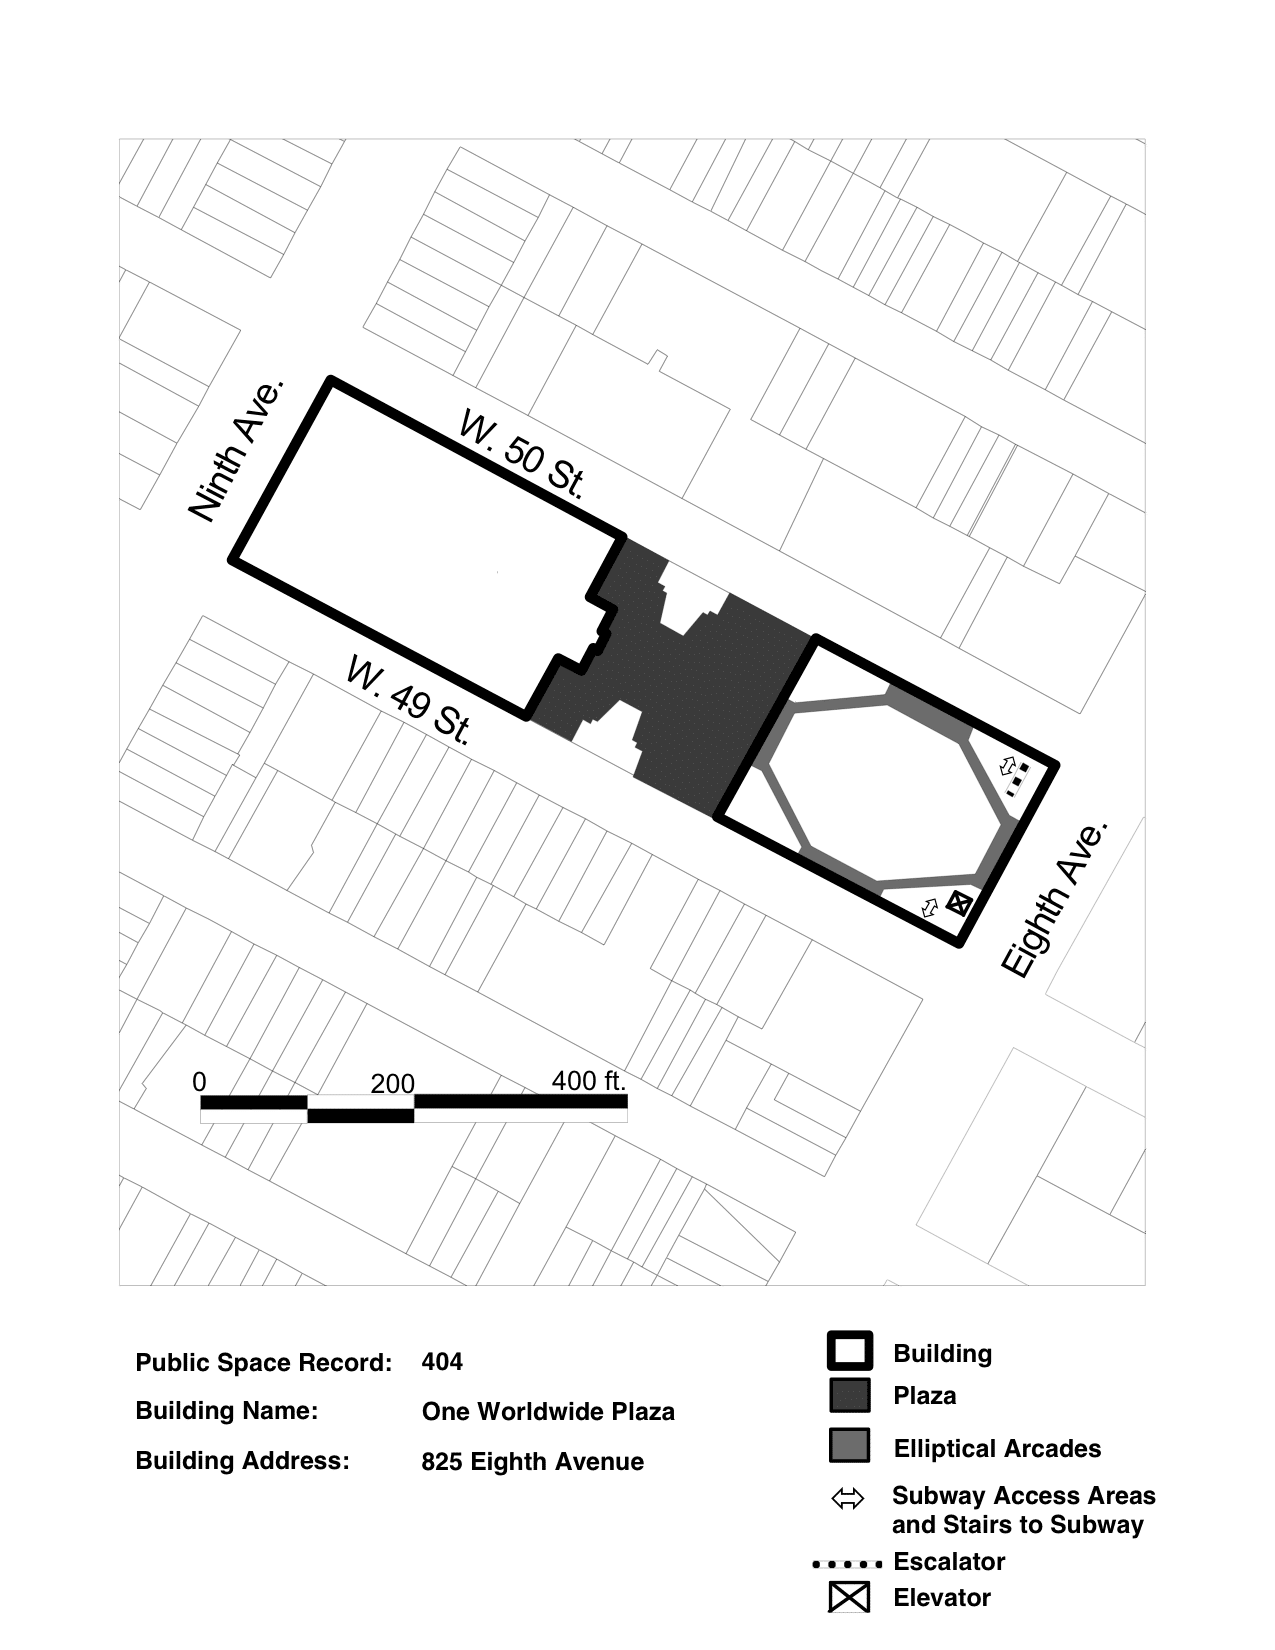 Ninth Ave.
W. 50 St.
W. 49 St.
Eighth Ave.
0 200 400 ft.
Public Space Record: 404
Building Name: One Worldwide Plaza
Building Address: 825 Eighth Avenue
Building
Plaza
Elliptical Arcades
Subway Access Areas
and Stairs to Subway
Escalator
Elevator